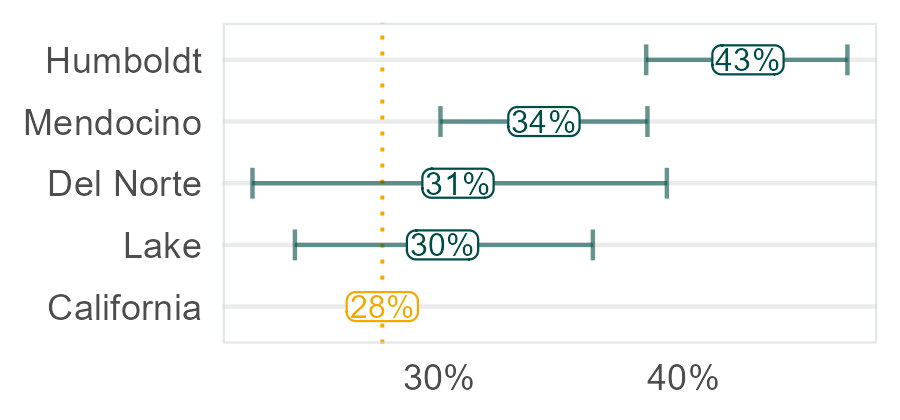 Humboldt 43%
Mendocino 34%
Del Norte 31%
Lake 30%
California 28%
30% 40%